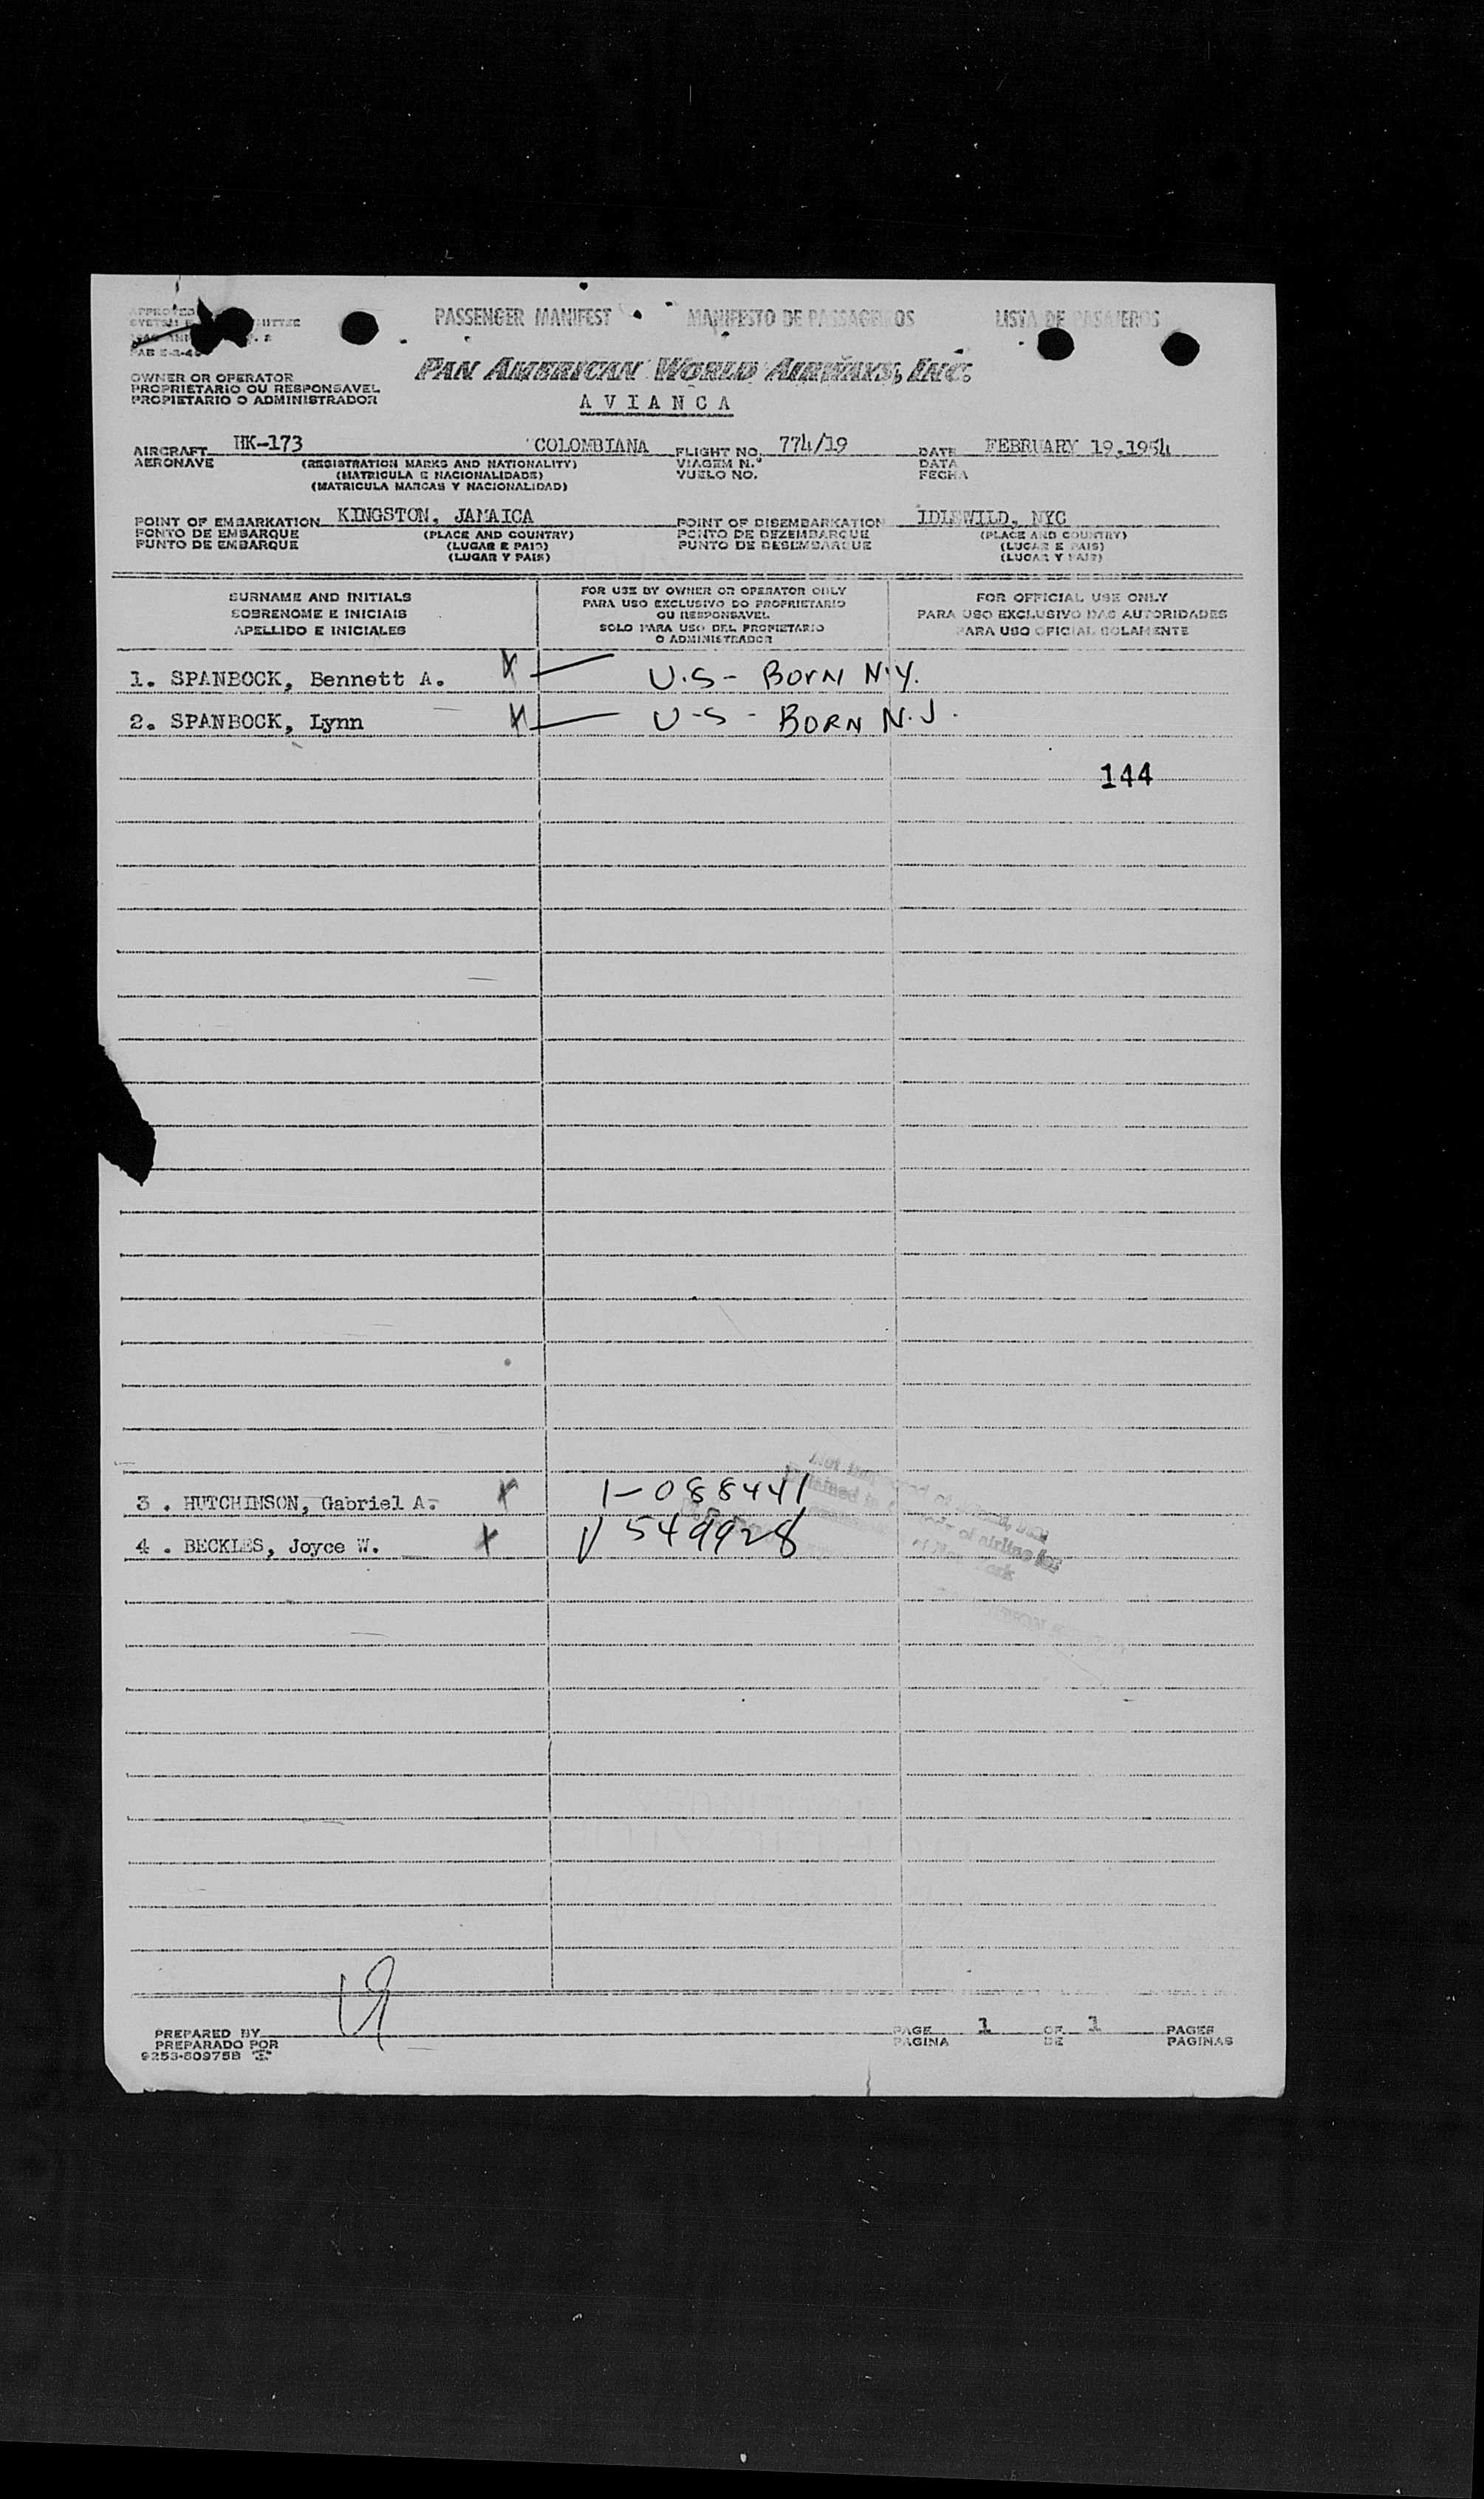 APPROVED
PASSENGER MANIFEST MANIFESTO DE PASSAGEIROS LISTA DE PASAJEROS
PAN AMERICAN WORLD AIRWAYS, INC.
OWNER OR OPERATOR
PROPRIETARIO OU RESPONSAVEL
PROPIETARIO O ADMINISTRADOR
AVIANCA
AIRCRAFT HK-173 COLOMBIANA FLIGHT NO. 774/19 DATE FEBRUARY 19,1954
AERONAVE (REGISTRATION MARKS AND NATIONALITY) VIAGEM N.º DATA
(MATRICULA E NACIONALIDADE) VUELO NO. FECHA
(MATRICULA MARCAS Y NACIONALIDAD)
POINT OF EMBARKATION KINGSTON, JAMAICA POINT OF DISEMBARKATION IDLEWILD, NYC
PONTO DE EMBARQUE (PLACE AND COUNTRY) PONTO DE DEZEMBARQUE (PLACE AND COUNTRY)
PUNTO DE EMBARQUE (LUGAR E PAIS) PUNTO DE DESEMBARQUE (LUGAR E PAIS)
(LUGAR Y PAIS) (LUGAR Y PAIS)
SURNAME AND INITIALS
SOBRENOME E INICIAIS
APELLIDO E INICIALES
FOR USE BY OWNER OR OPERATOR ONLY
PARA USO EXCLUSIVO DO PROPRIETARIO
OU RESPONSAVEL
SOLO PARA USO DEL PROPIETARIO
O ADMINISTRADOR
FOR OFFICIAL USE ONLY
PARA USO EXCLUSIVO DAS AUTORIDADES
PARA USO OFICIAL SOLAMENTE
1. SPANBOCK, Bennett A. X U.S - BORN N.Y.
2. SPANBOCK, Lynn X U-S - BORN N.J.
144
3 . HUTCHINSON, Gabriel A. X 1-088441
4 . BECKLES, Joyce W. X V 549928
of airline for
PREPARED BY PAGE 1 OF 1 PAGES
PREPARADO POR PAGINA DE PAGINAS
9253-50975B